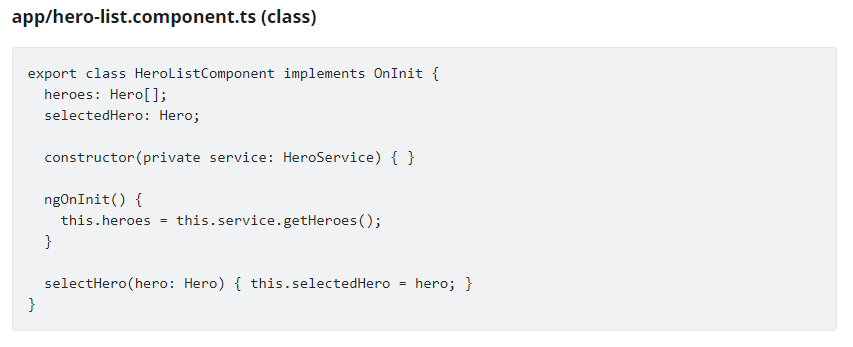 app/hero-list.component.ts (class)
export class HeroListComponent implements OnInit {
  heroes: Hero[];
  selectedHero: Hero;

  constructor(private service: HeroService) { }

  ngOnInit() {
    this.heroes = this.service.getHeroes();
  }

  selectHero(hero: Hero) { this.selectedHero = hero; }
}